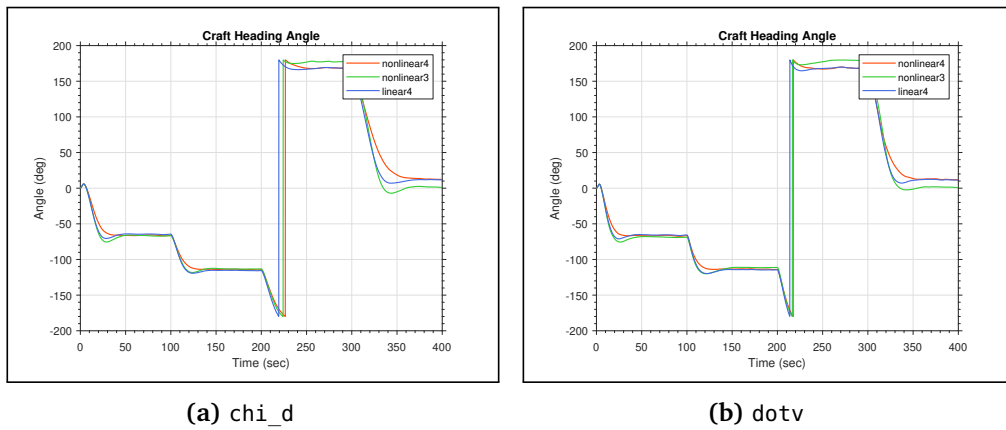 Craft Heading Angle
200
150
100
50
0
-50
-100
-150
-200
Angle (deg)
0
50
100
150
200
250
300
350
400
Time (sec)
nonlinear4
nonlinear3
linear4
(a) chi_d
Craft Heading Angle
200
150
100
50
0
-50
-100
-150
-200
Angle (deg)
0
50
100
150
200
250
300
350
400
Time (sec)
nonlinear4
nonlinear3
linear4
(b) dotv